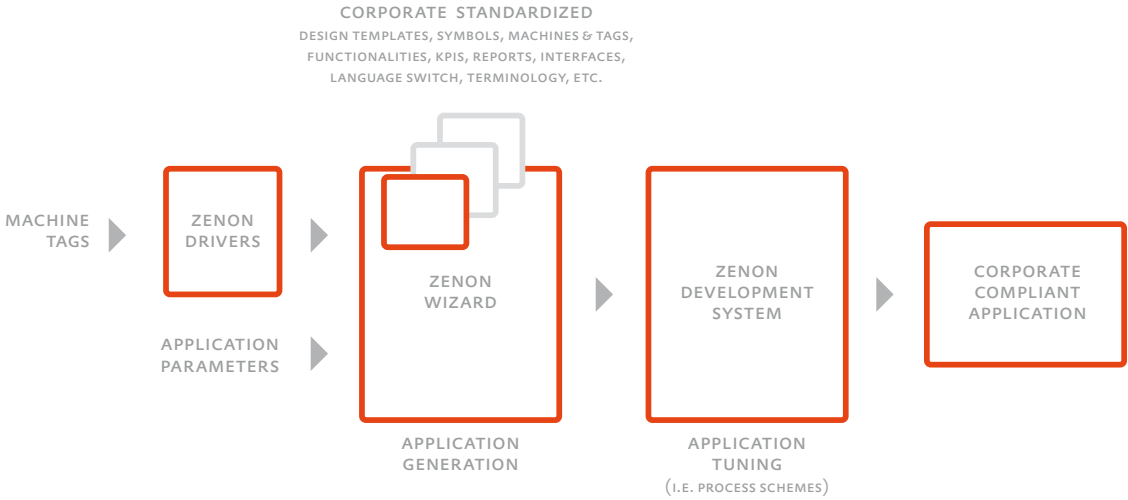 CORPORATE STANDARDIZED
DESIGN TEMPLATES, SYMBOLS, MACHINES & TAGS,
FUNCTIONALITIES, KPIS, REPORTS, INTERFACES,
LANGUAGE SWITCH, TERMINOLOGY, ETC.
MACHINE
TAGS
ZENON
DRIVERS
APPLICATION
PARAMETERS
ZENON
WIZARD
APPLICATION
GENERATION
ZENON
DEVELOPMENT
SYSTEM
APPLICATION
TUNING
(I.E. PROCESS SCHEMES)
CORPORATE
COMPLIANT
APPLICATION